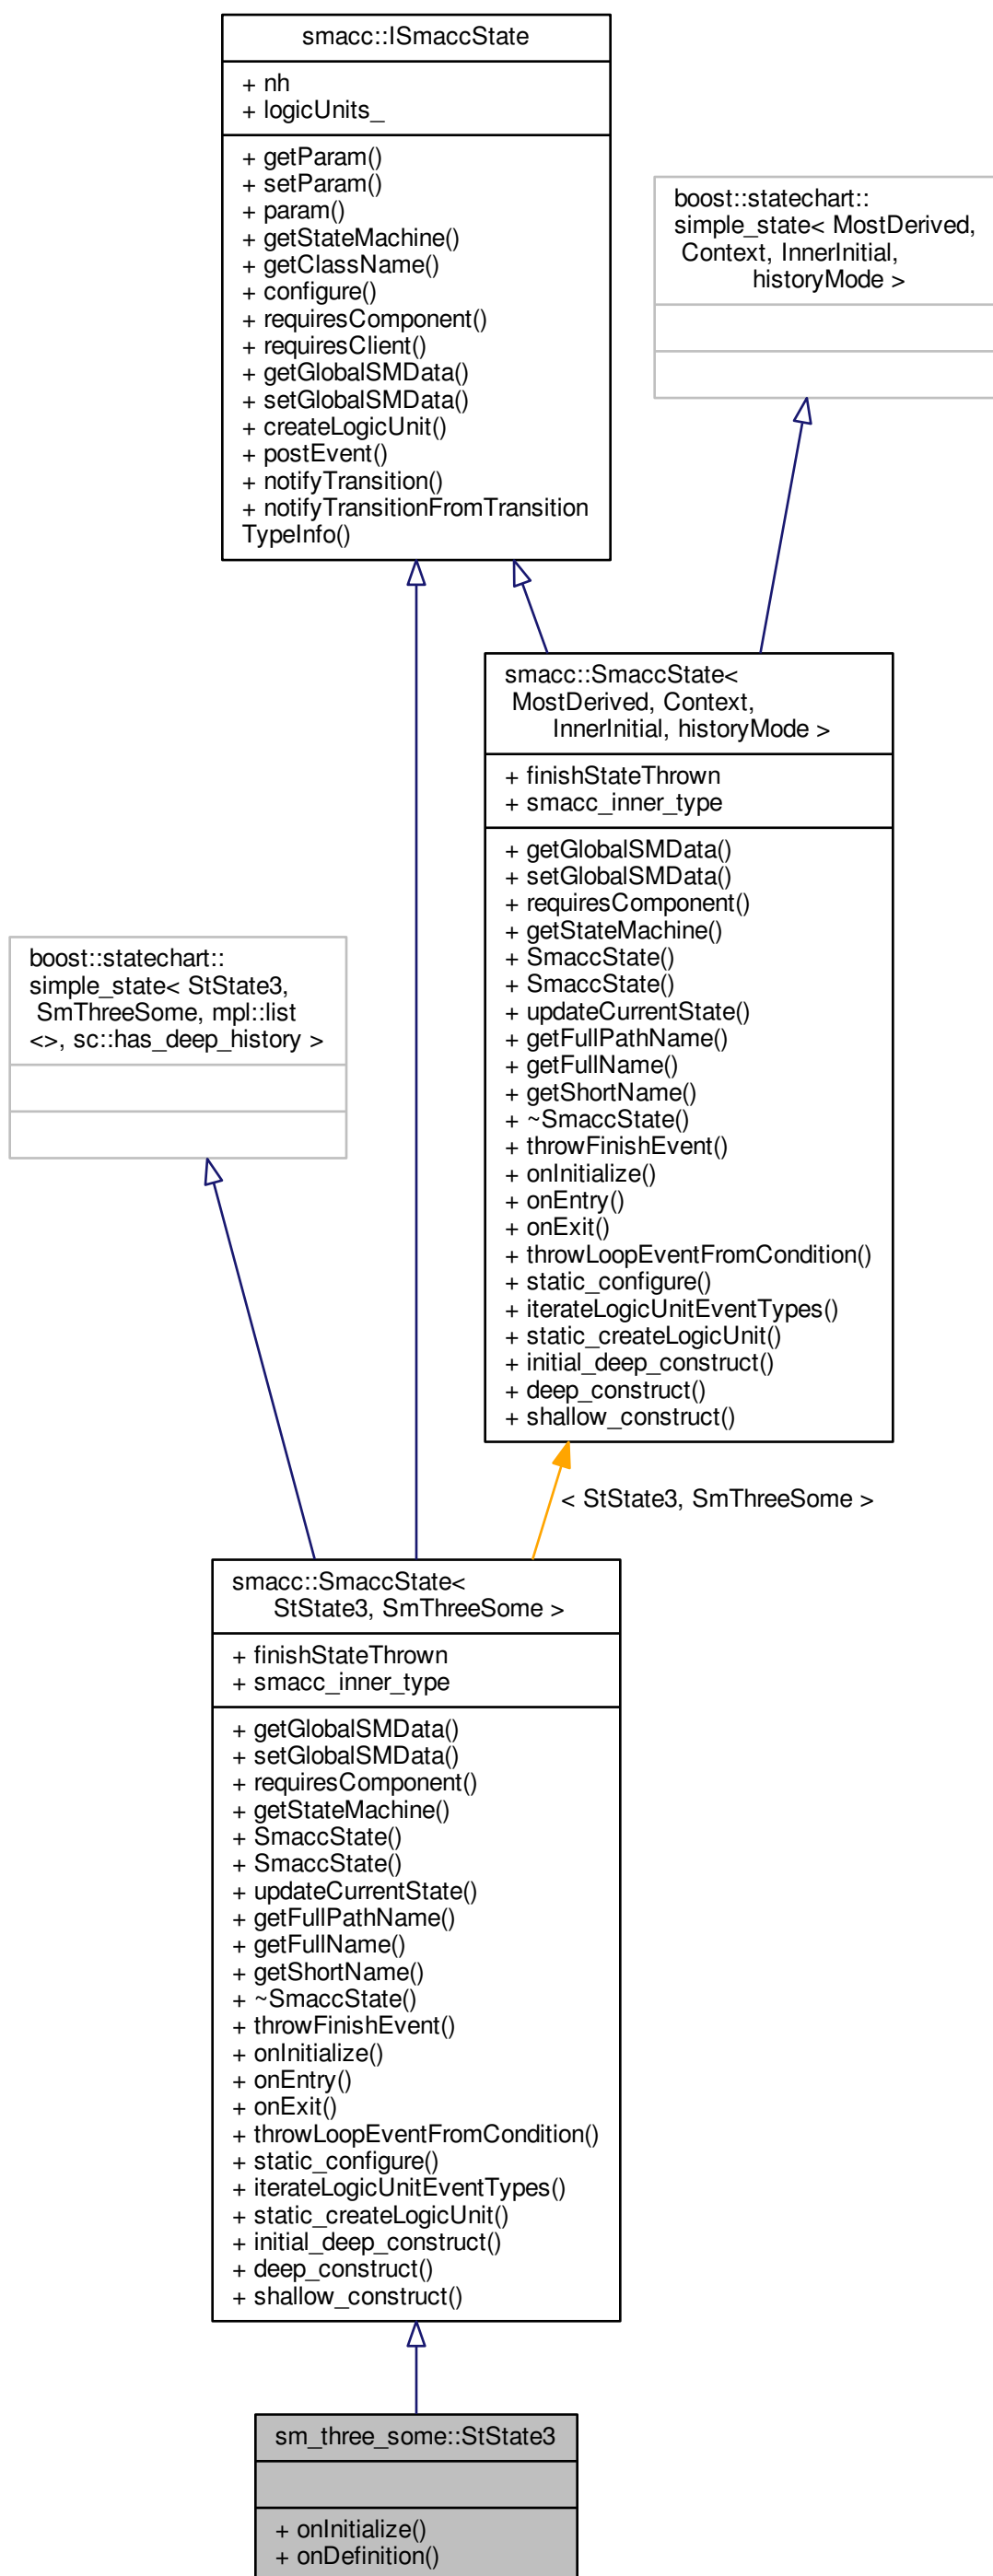 smacc::ISmaccState
+ nh
+ logicUnits_
+ getParam()
+ setParam()
+ param()
+ getStateMachine()
+ getClassName()
+ configure()
+ requiresComponent()
+ requiresClient()
+ getGlobalSMData()
+ setGlobalSMData()
+ createLogicUnit()
+ postEvent()
+ notifyTransition()
+ notifyTransitionFromTransition
TypeInfo()
boost::statechart::
simple_state< MostDerived,
Context, InnerInitial,
historyMode >
smacc::SmaccState<
MostDerived, Context,
InnerInitial, historyMode >
+ finishStateThrown
+ smacc_inner_type
+ getGlobalSMData()
+ setGlobalSMData()
+ requiresComponent()
+ getStateMachine()
+ SmaccState()
+ SmaccState()
+ updateCurrentState()
+ getFullPathName()
+ getFullName()
+ getShortName()
+ ~SmaccState()
+ throwFinishEvent()
+ onInitialize()
+ onEntry()
+ onExit()
+ throwLoopEventFromCondition()
+ static_configure()
+ iterateLogicUnitEventTypes()
+ static_createLogicUnit()
+ initial_deep_construct()
+ deep_construct()
+ shallow_construct()
boost::statechart::
simple_state< StState3,
SmThreeSome, mpl::list
<>, sc::has_deep_history >
< StState3, SmThreeSome >
smacc::SmaccState<
StState3, SmThreeSome >
+ finishStateThrown
+ smacc_inner_type
+ getGlobalSMData()
+ setGlobalSMData()
+ requiresComponent()
+ getStateMachine()
+ SmaccState()
+ SmaccState()
+ updateCurrentState()
+ getFullPathName()
+ getFullName()
+ getShortName()
+ ~SmaccState()
+ throwFinishEvent()
+ onInitialize()
+ onEntry()
+ onExit()
+ throwLoopEventFromCondition()
+ static_configure()
+ iterateLogicUnitEventTypes()
+ static_createLogicUnit()
+ initial_deep_construct()
+ deep_construct()
+ shallow_construct()
sm_three_some::StState3
+ onInitialize()
+ onDefinition()